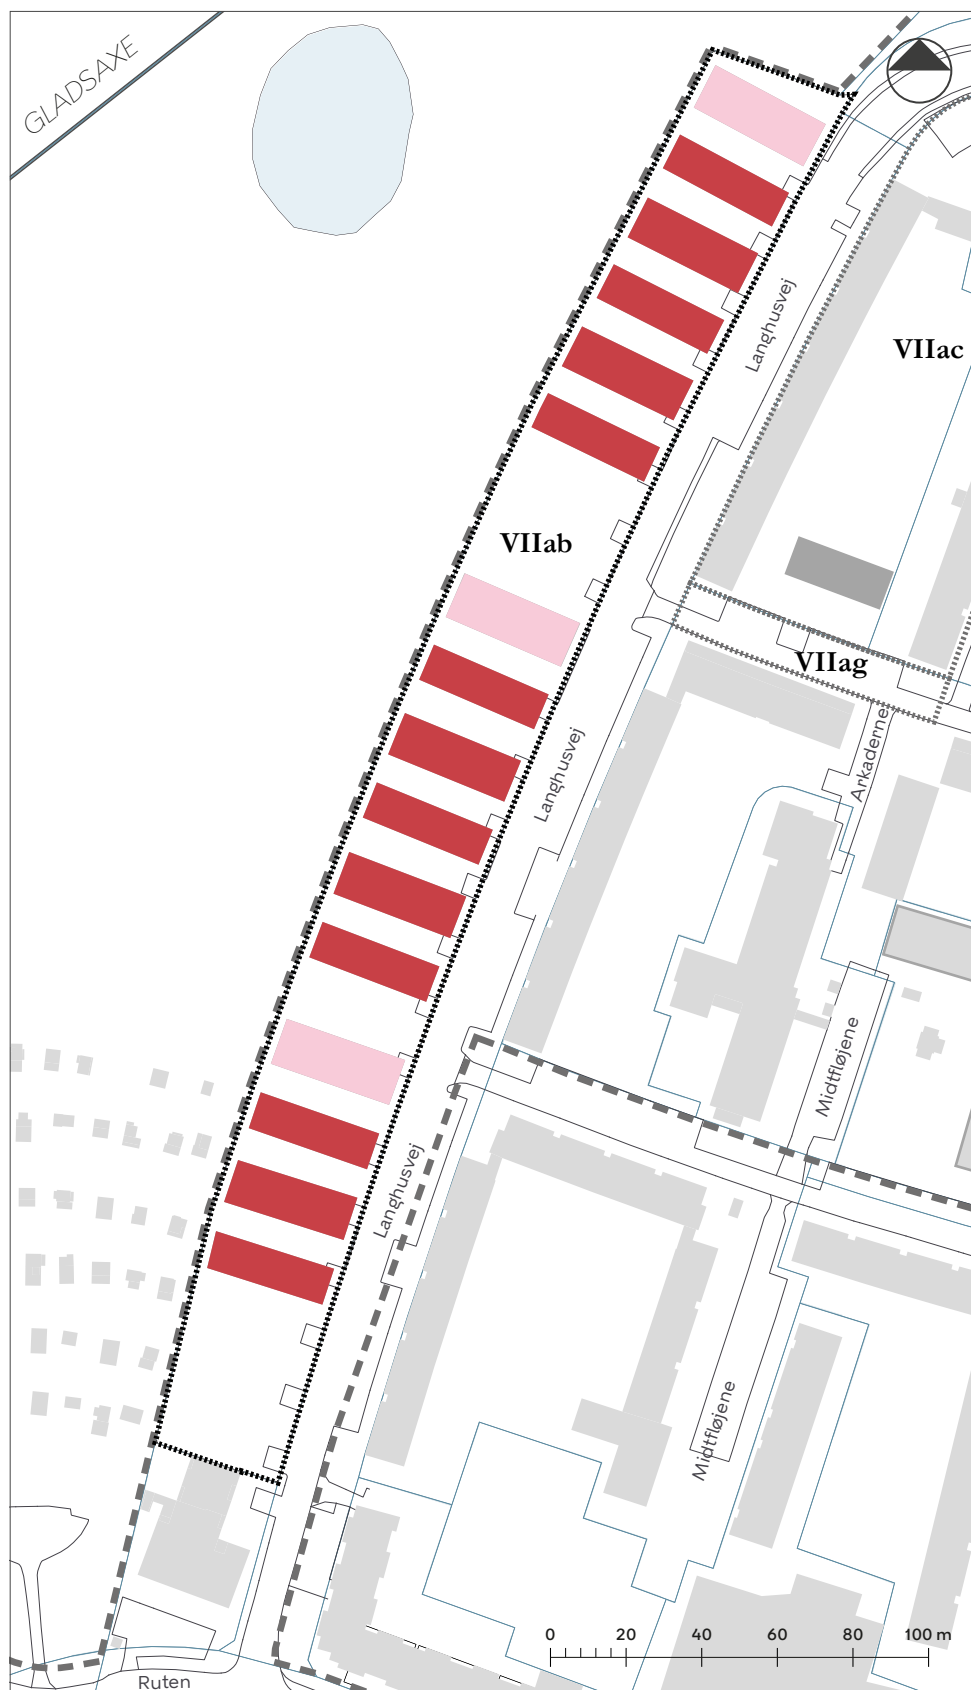 GLADSAXE
Langhusvej
VIIac
VIIab
VIIag
Arkaderne
Langhusvej
Midtfløjene
Langhusvej
Midtfløjene
0 20 40 60 80 100 m
Ruten